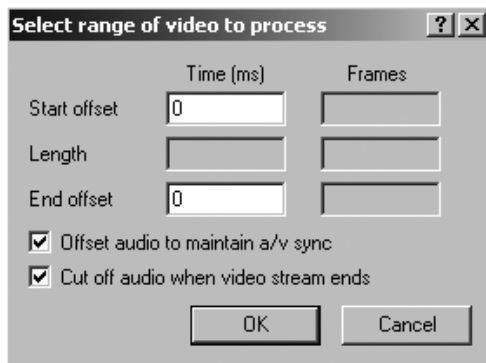 Select range of video to process
Time (ms) Frames
Start offset 0
Length
End offset 0
Offset audio to maintain a/v sync
Cut off audio when video stream ends
OK Cancel